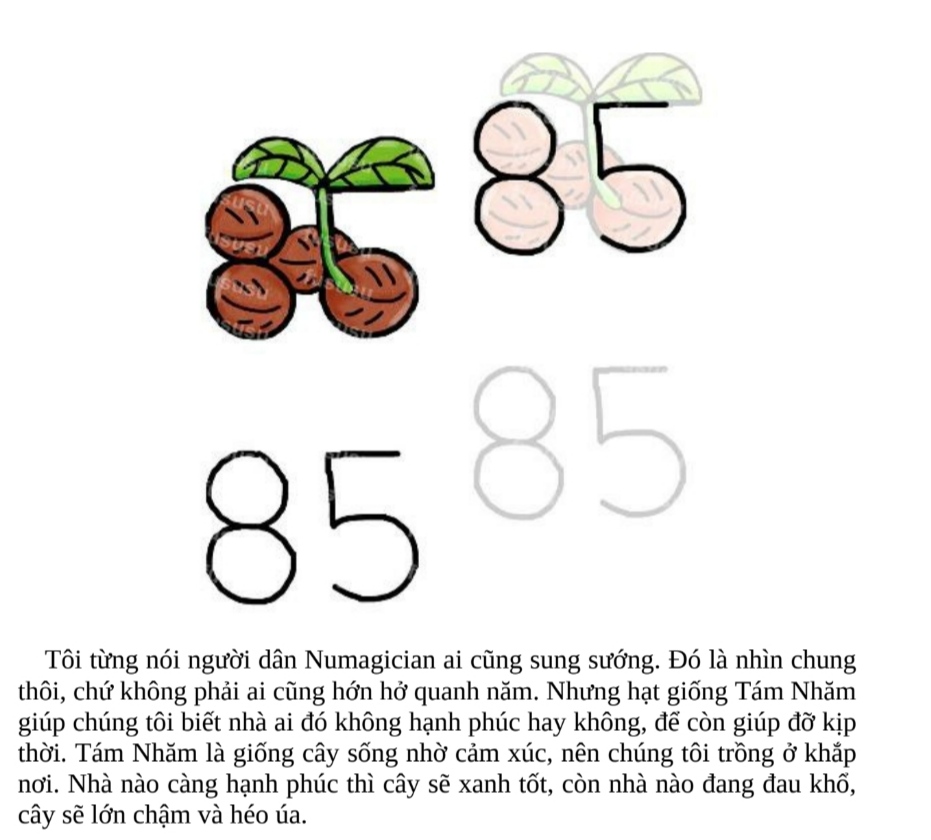 85
85
85
Tôi từng nói người dân Numagician ai cũng sung sướng. Đó là nhìn chung
thôi, chứ không phải ai cũng hớn hở quanh năm. Nhưng hạt giống Tám Nhăm
giúp chúng tôi biết nhà ai đó không hạnh phúc hay không, để còn giúp đỡ kịp
thời. Tám Nhăm là giống cây sống nhờ cảm xúc, nên chúng tôi trồng ở khắp
nơi. Nhà nào càng hạnh phúc thì cây sẽ xanh tốt, còn nhà nào đang đau khổ,
cây sẽ lớn chậm và héo úa.